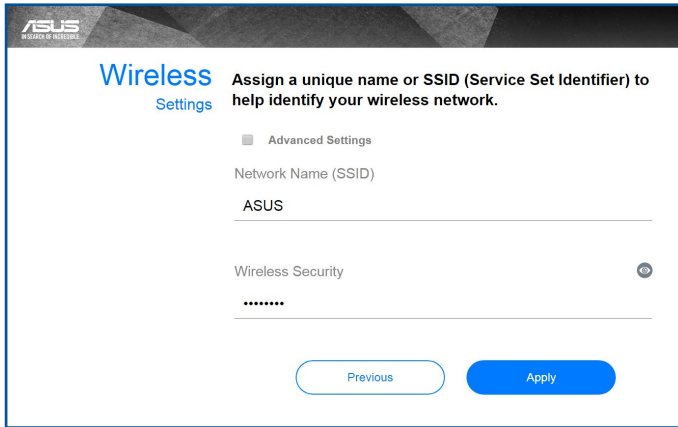 ASUS
IN SEARCH OF INCREDIBLE
Wireless
Settings
Assign a unique name or SSID (Service Set Identifier) to
help identify your wireless network.
Advanced Settings
Network Name (SSID)
ASUS
Wireless Security
••••••••
Previous Apply